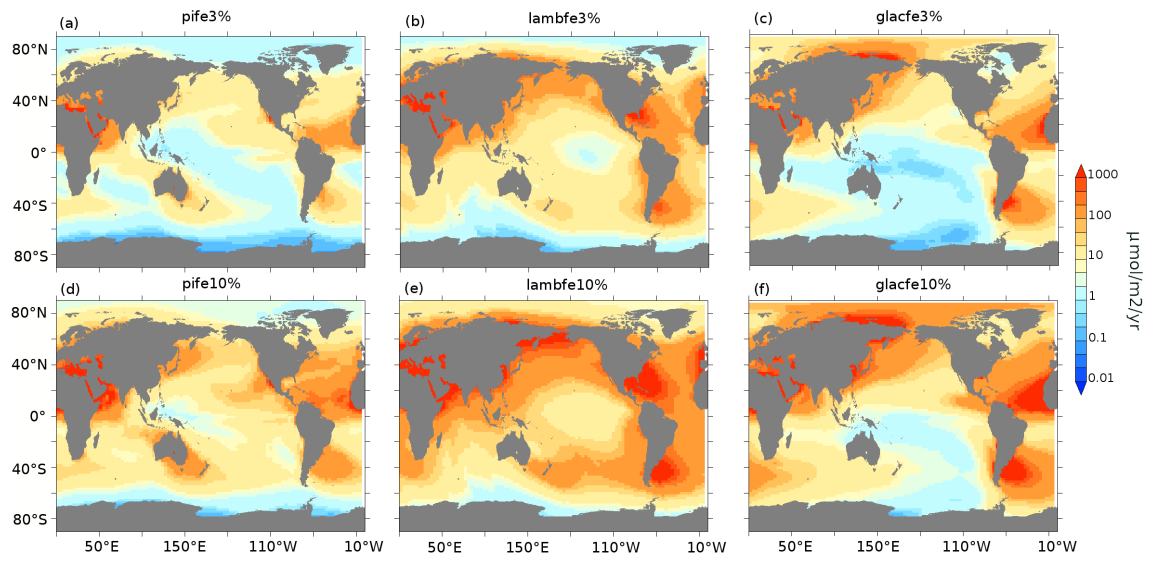 (a) pife3% (b) lambfe3% (c) glacfe3%
80°N
40°N
0°
40°S
80°S
1000
100
10
1
0.1
0.01
μ mol/m2/yr
(d) pife10% (e) lambfe10% (f) glacfe10%
80°N
40°N
0°
40°S
80°S
50°E 150°E 110°W 10°W 50°E 150°E 110°W 10°W 50°E 150°E 110°W 10°W